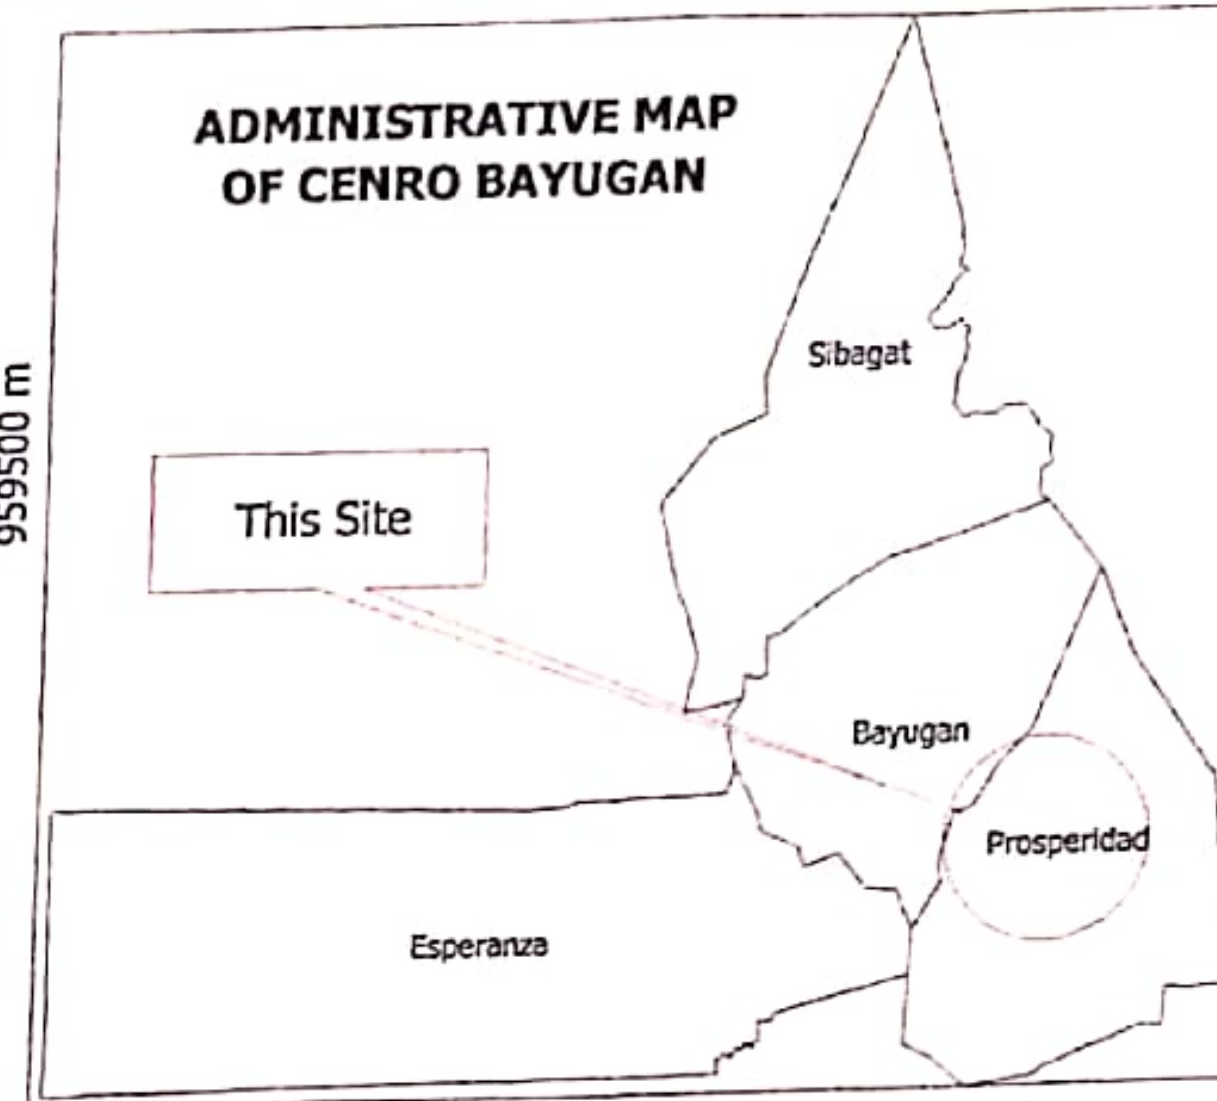 ADMINISTRATIVE MAP
OF CENRO BAYUGAN
959500 m
Sibagat
This Site
Bayugan
Prosperidad
Esperanza